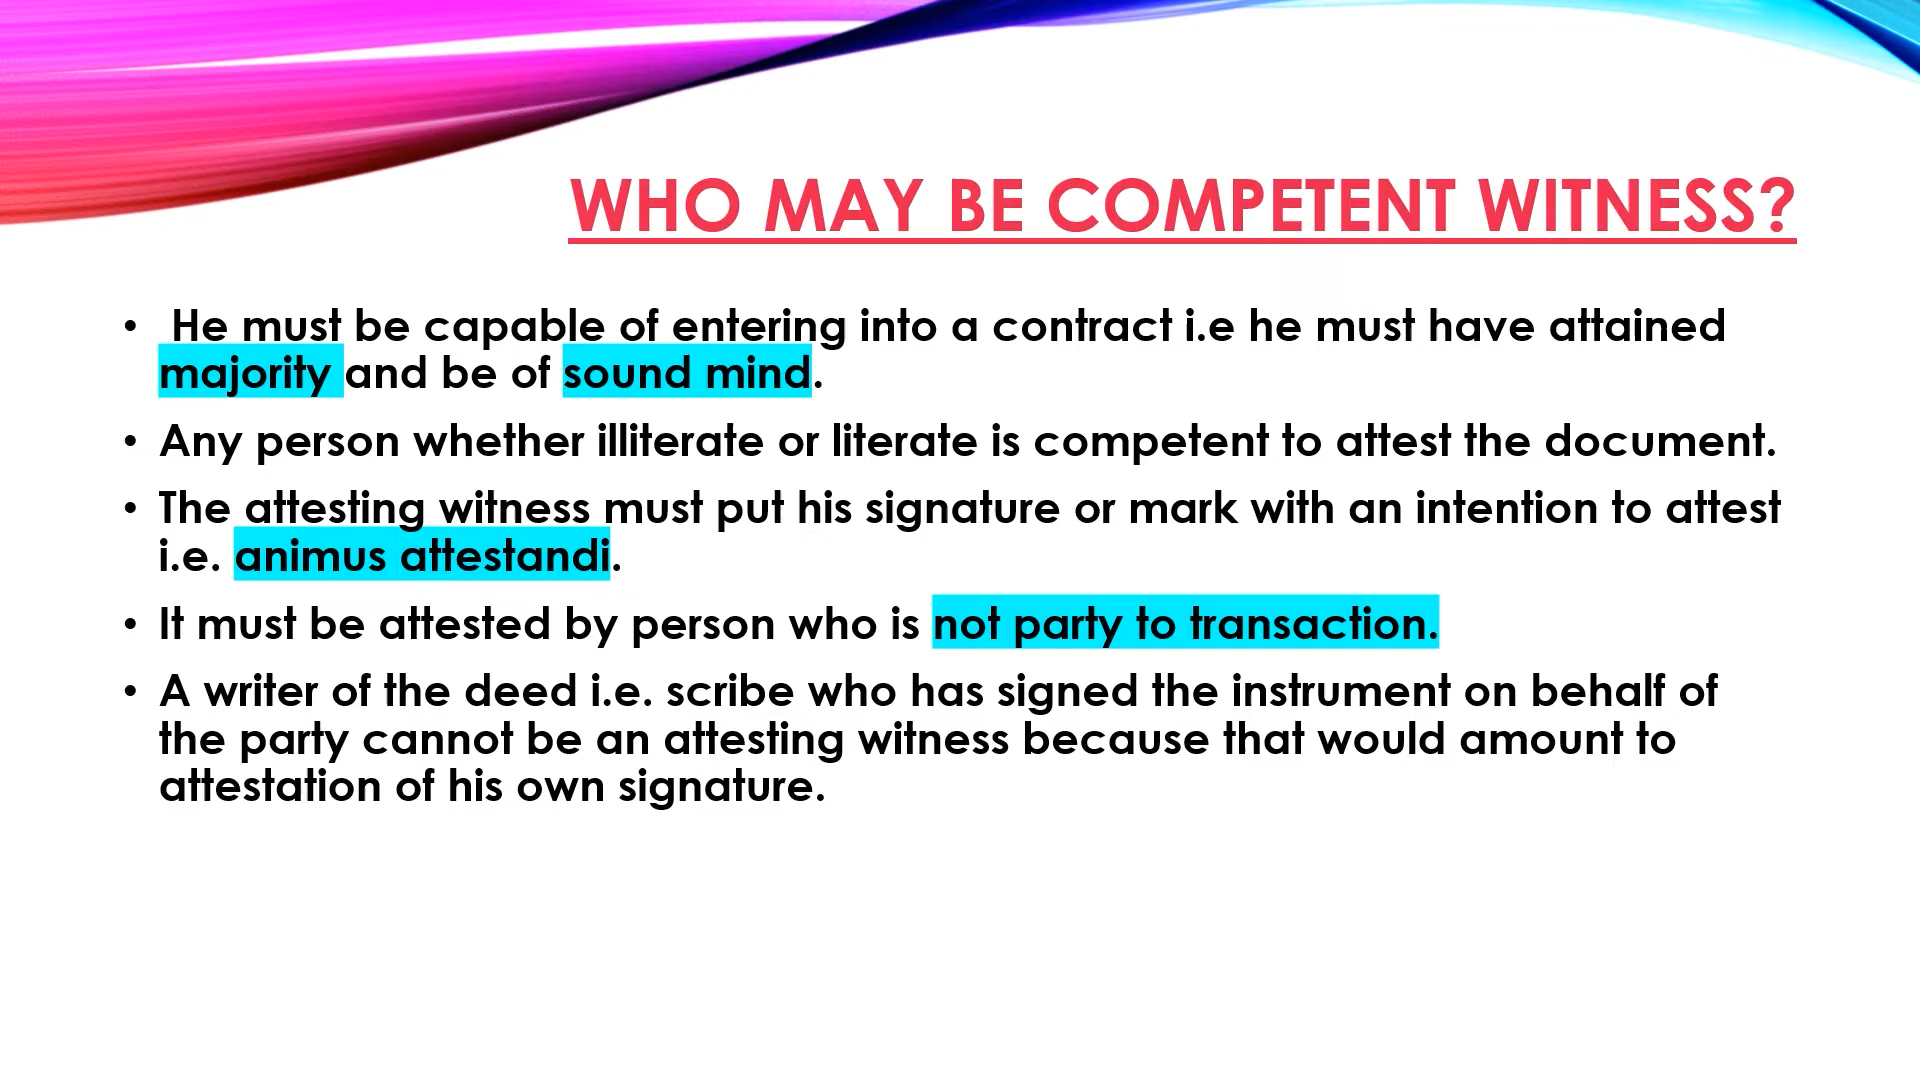 WHO MAY BE COMPETENT WITNESS?
• He must be capable of entering into a contract i.e he must have attained
majority and be of sound mind.
• Any person whether illiterate or literate is competent to attest the document.
• The attesting witness must put his signature or mark with an intention to attest
i.e. animus attestandi.
• It must be attested by person who is not party to transaction.
• A writer of the deed i.e. scribe who has signed the instrument on behalf of
the party cannot be an attesting witness because that would amount to
attestation of his own signature.